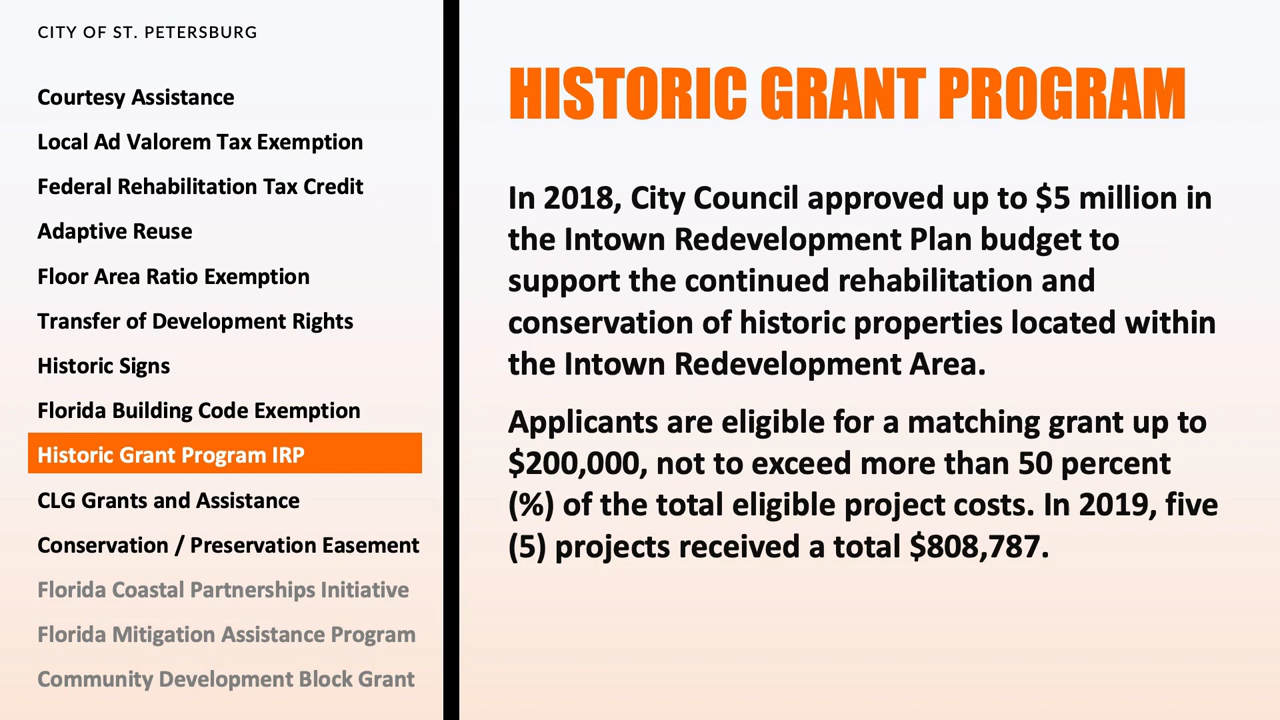 CITY OF ST. PETERSBURG
Courtesy Assistance
Local Ad Valorem Tax Exemption
Federal Rehabilitation Tax Credit
Adaptive Reuse
Floor Area Ratio Exemption
Transfer of Development Rights
Historic Signs
Florida Building Code Exemption
Historic Grant Program IRP
CLG Grants and Assistance
Conservation / Preservation Easement
Florida Coastal Partnerships Initiative
Florida Mitigation Assistance Program
Community Development Block Grant
HISTORIC GRANT PROGRAM
In 2018, City Council approved up to $5 million in
the Intown Redevelopment Plan budget to
support the continued rehabilitation and
conservation of historic properties located within
the Intown Redevelopment Area.
Applicants are eligible for a matching grant up to
$200,000, not to exceed more than 50 percent
(%) of the total eligible project costs. In 2019, five
(5) projects received a total $808,787.